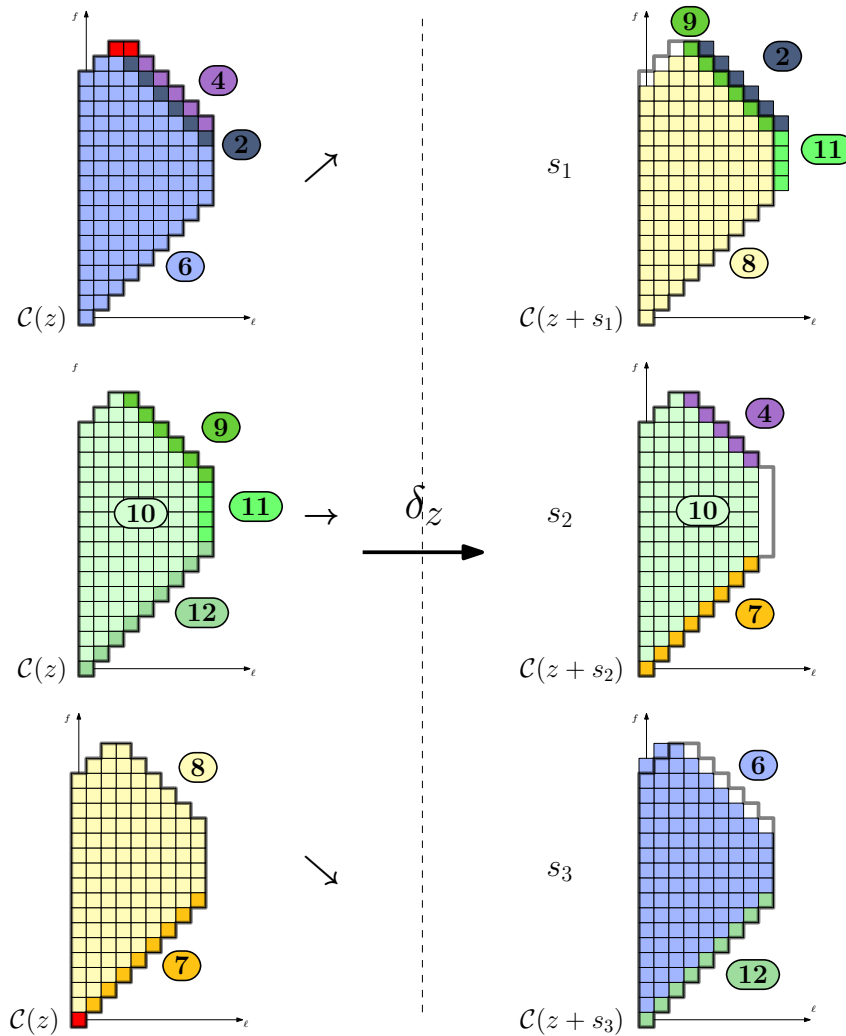 f
f
9
2
4
2
11
s₁
6
8
ℓ
ℓ
𝒞(z)
𝒞(z + s₁)
f
f
4
9
10
11
10
δ_z
s₂
12
7
ℓ
ℓ
𝒞(z)
𝒞(z + s₂)
f
f
8
6
s₃
7
12
ℓ
ℓ
𝒞(z)
𝒞(z + s₃)